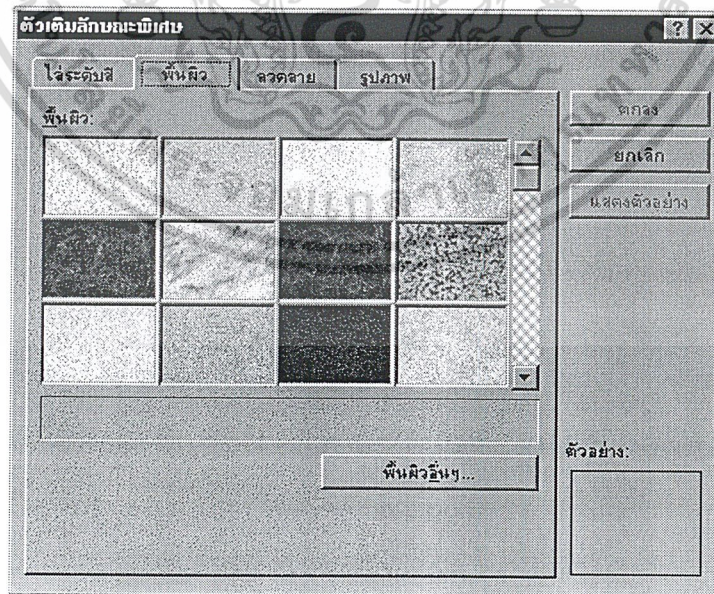 ตัวเติมลักษณะพิเศษ
ไล่ระดับสี พื้นผิว ลวดลาย รูปภาพ
พื้นผิว:
ตกลง
ยกเลิก
แสดงตัวอย่าง
พื้นผิวอื่นๆ...
ตัวอย่าง: